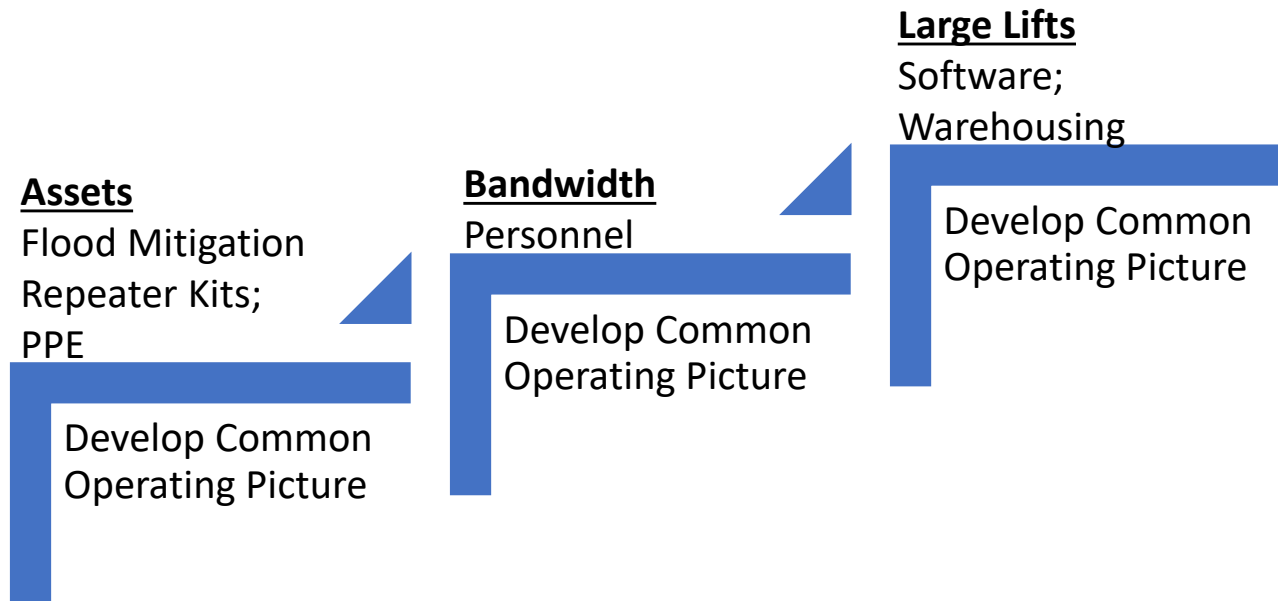 Assets
Flood Mitigation
Repeater Kits;
PPE
Develop Common
Operating Picture
Bandwidth
Personnel
Develop Common
Operating Picture
Large Lifts
Software;
Warehousing
Develop Common
Operating Picture